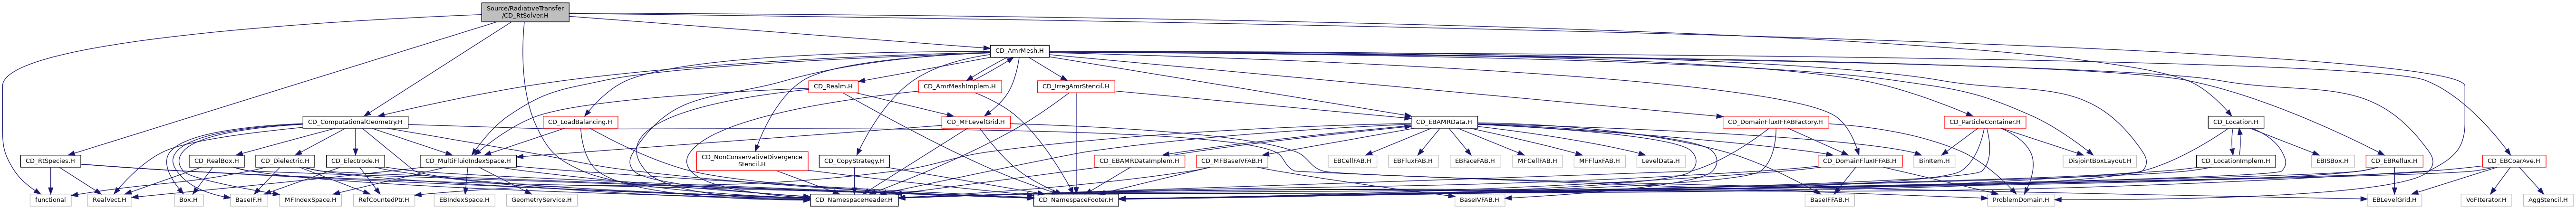 Source/RadiativeTransfer
/CD_RtSolver.H
CD_AmrMesh.H
CD_Realm.H
CD_AmrMeshImplem.H
CD_IrregAmrStencil.H
CD_ComputationalGeometry.H
CD_LoadBalancing.H
CD_MFLevelGrid.H
CD_EBAMRData.H
CD_DomainFluxIFFABFactory.H
CD_ParticleContainer.H
CD_Location.H
CD_RtSpecies.H
CD_RealBox.H
CD_Dielectric.H
CD_Electrode.H
CD_MultiFluidIndexSpace.H
CD_NonConservativeDivergence
Stencil.H
CD_CopyStrategy.H
CD_EBAMRDataImplem.H
CD_MFBaseIVFAB.H
EBCellFAB.H
EBFluxFAB.H
EBFaceFAB.H
MFCellFAB.H
MFFluxFAB.H
LevelData.H
CD_DomainFluxIFFAB.H
BinItem.H
DisjointBoxLayout.H
CD_LocationImplem.H
EBISBox.H
CD_EBReflux.H
CD_EBCoarAve.H
functional
RealVect.H
Box.H
BaseIF.H
MFIndexSpace.H
RefCountedPtr.H
EBIndexSpace.H
GeometryService.H
CD_NamespaceHeader.H
CD_NamespaceFooter.H
BaseIVFAB.H
BaseIFFAB.H
ProblemDomain.H
EBLevelGrid.H
VoFIterator.H
AggStencil.H